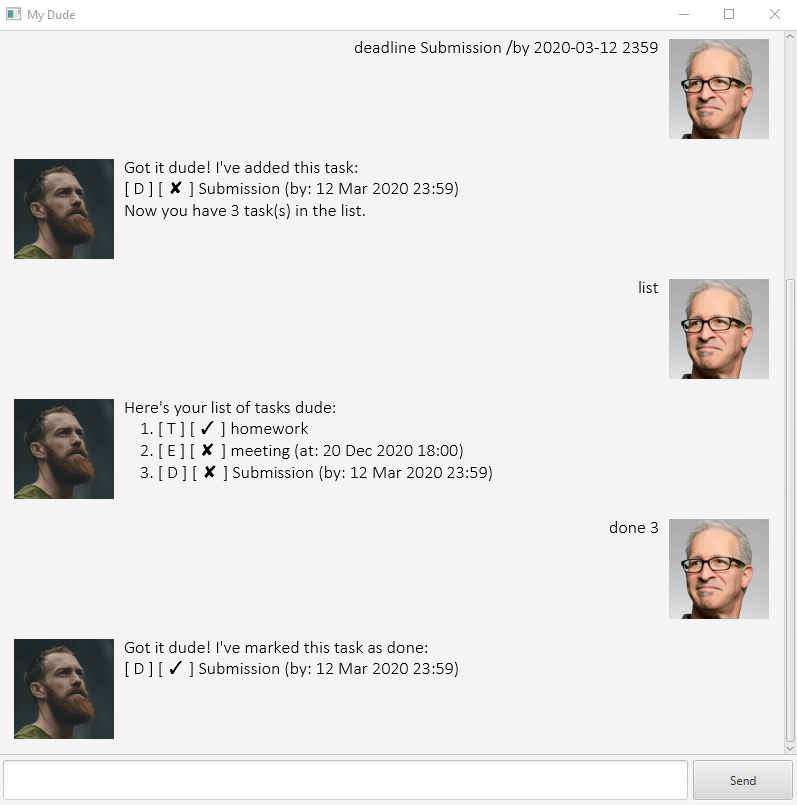 My Dude
deadline Submission /by 2020-03-12 2359
Got it dude! I've added this task:
[ D ] [ ✘ ] Submission (by: 12 Mar 2020 23:59)
Now you have 3 task(s) in the list.
list
Here's your list of tasks dude:
1. [ T ] [ ✓ ] homework
2. [ E ] [ ✘ ] meeting (at: 20 Dec 2020 18:00)
3. [ D ] [ ✘ ] Submission (by: 12 Mar 2020 23:59)
done 3
Got it dude! I've marked this task as done:
[ D ] [ ✓ ] Submission (by: 12 Mar 2020 23:59)
Send